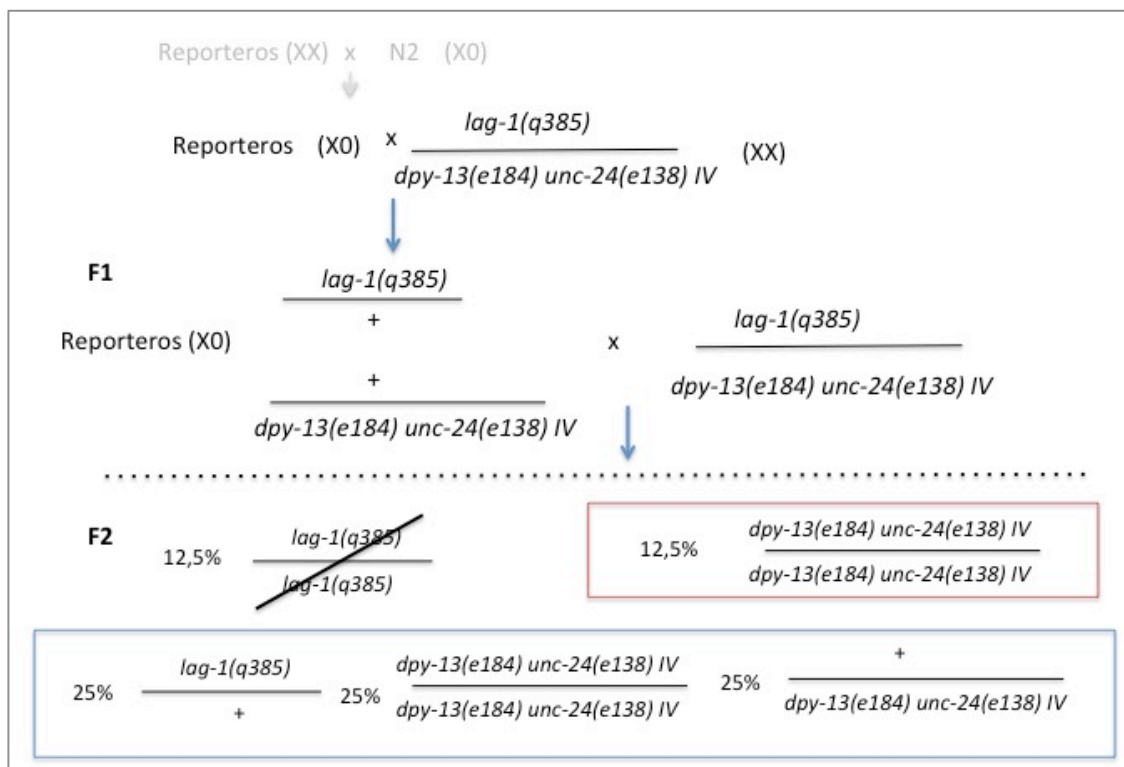 Reporteros (XX) x N2 (X0)
Reporteros (X0) x lag-1(q385) (XX)
dpy-13(e184) unc-24(e138) IV
F1
lag-1(q385)
+
Reporteros (X0) x lag-1(q385)
+
dpy-13(e184) unc-24(e138) IV
dpy-13(e184) unc-24(e138) IV
F2
12,5% lag-1(q385)
lag-1(q385)
12,5% dpy-13(e184) unc-24(e138) IV
dpy-13(e184) unc-24(e138) IV
25% lag-1(q385)
+
25% dpy-13(e184) unc-24(e138) IV
dpy-13(e184) unc-24(e138) IV
25% +
dpy-13(e184) unc-24(e138) IV